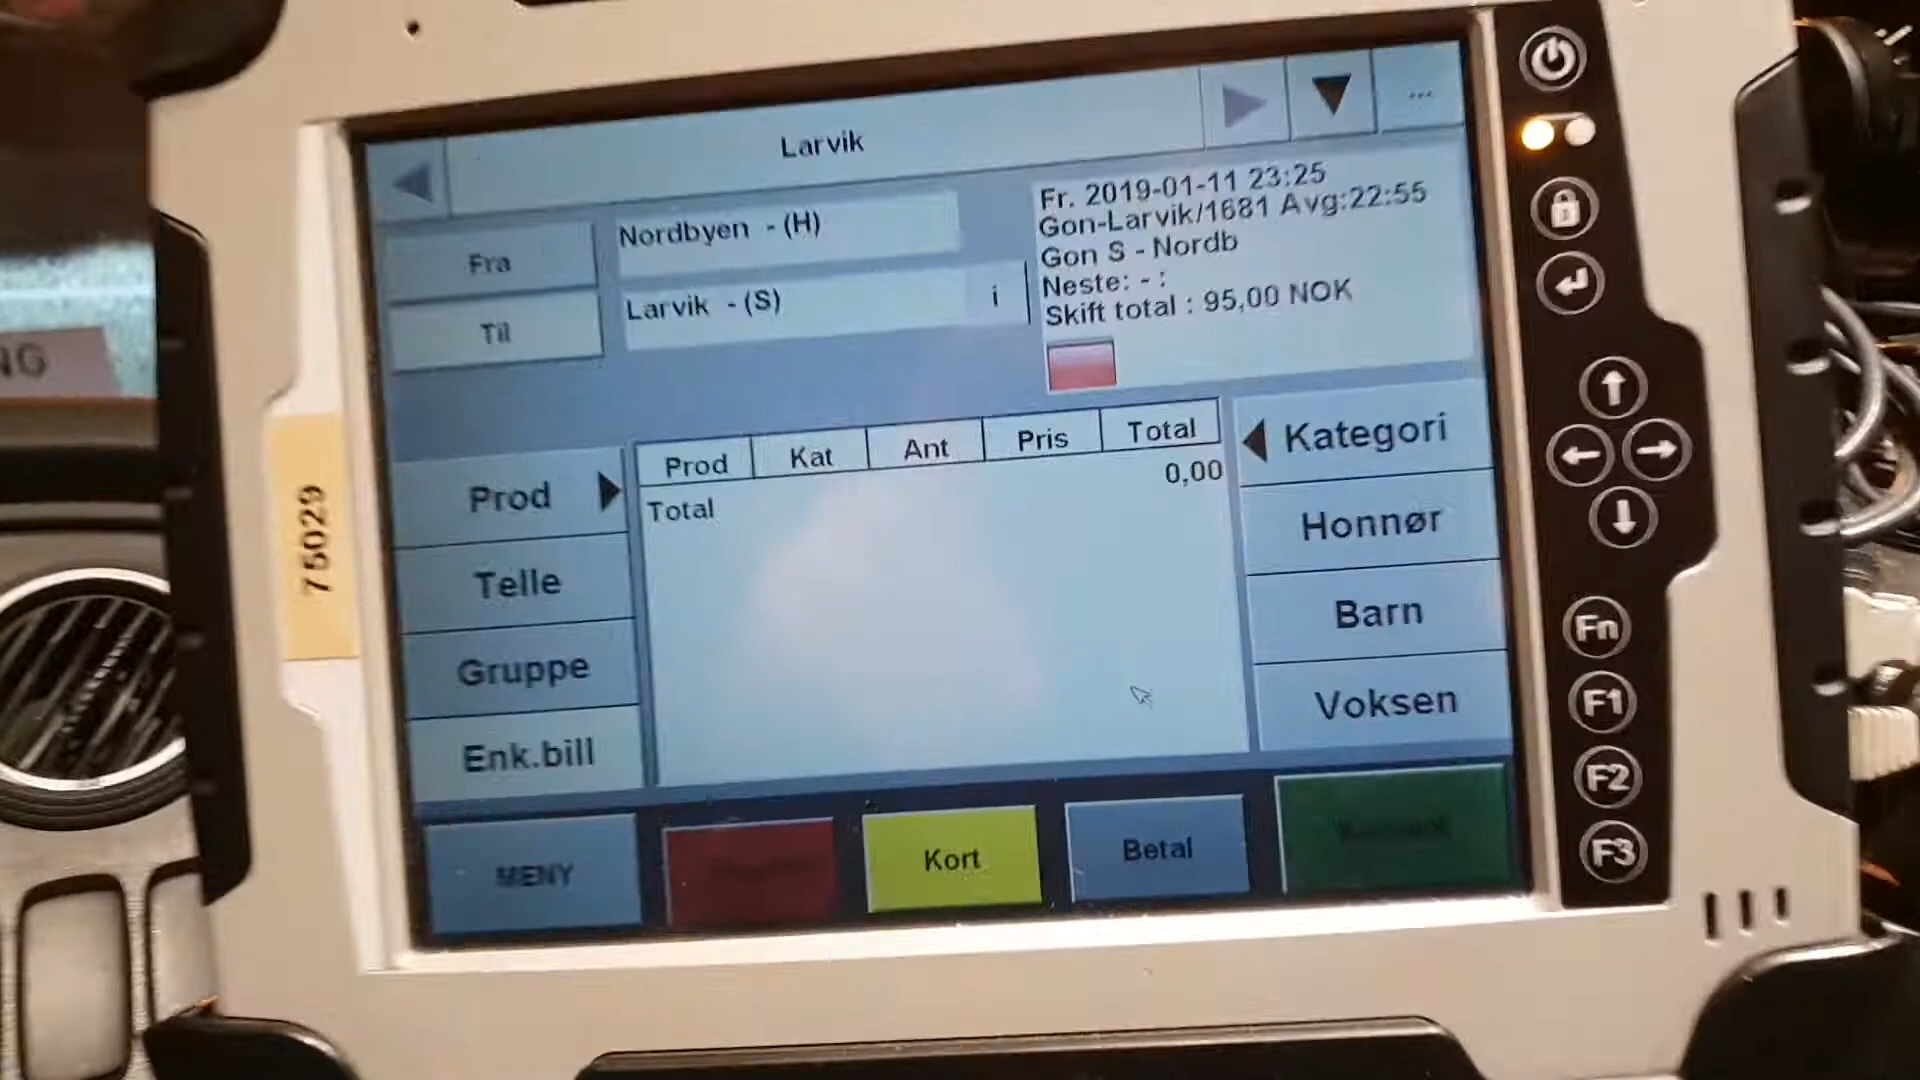 Larvik
...
Fra
Nordbyen - (H)
Til
Larvik - (S)
i
Fr. 2019-01-11 23:25
Gon-Larvik/1681 Avg:22:55
Gon S - Nordb
Neste: - :
Skift total : 95,00 NOK
Prod
Telle
Gruppe
Enk.bill
Prod Kat Ant Pris Total
0,00
Total
Kategori
Honnør
Barn
Voksen
MENY
Kort
Betal
75029
NG
Fn
F1
F2
F3